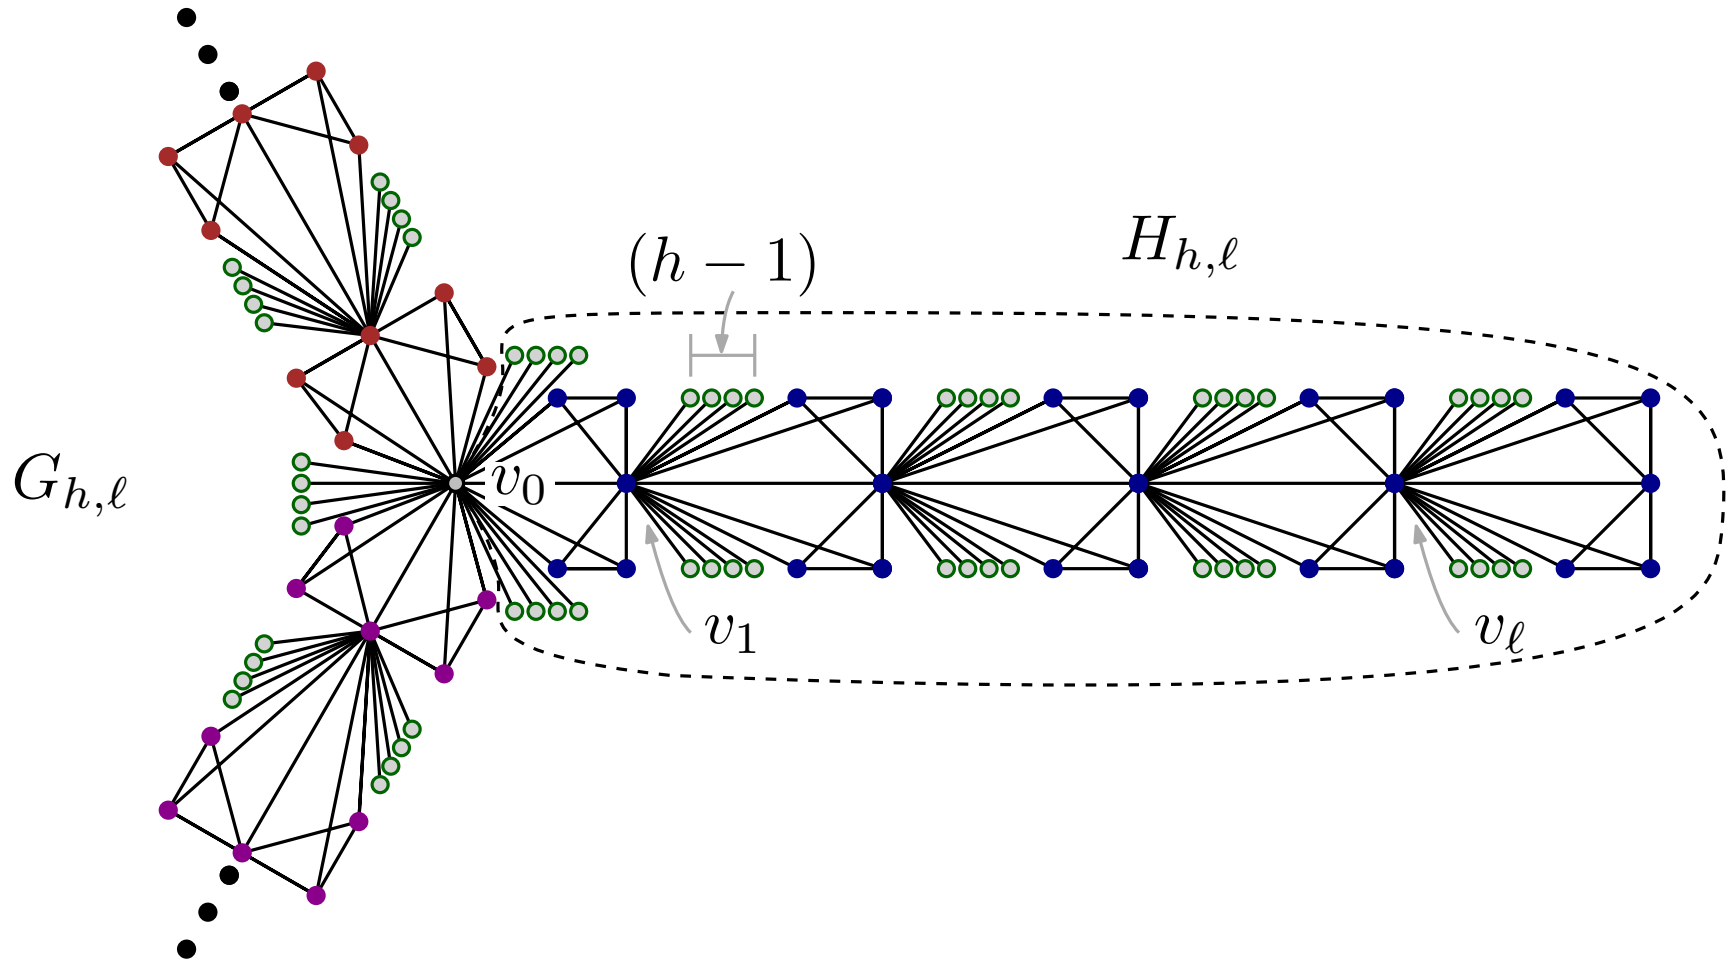 (h − 1)
H_{h,ℓ}
G_{h,ℓ}
v_0
v_1
v_ℓ